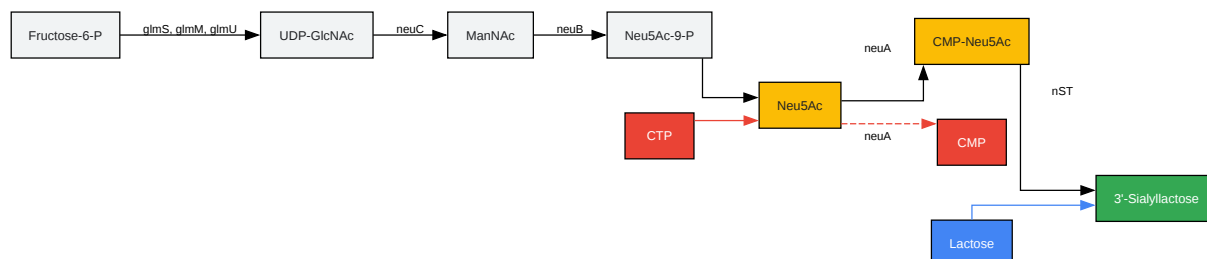 Fructose-6-P
glmS, glmM, glmU
UDP-GlcNAc
neuC
ManNAc
neuB
Neu5Ac-9-P
neuA
CMP-Neu5Ac
nST
Neu5Ac
CTP
neuA
CMP
3'-Sialyllactose
Lactose